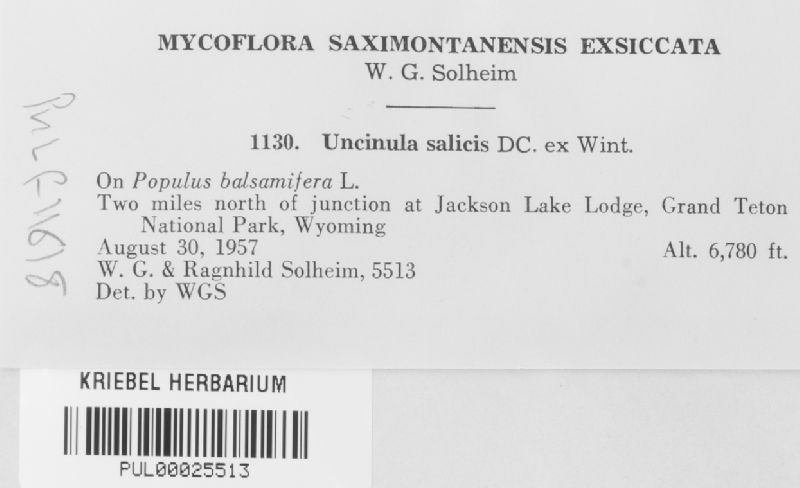 MYCOFLORA SAXIMONTANENSIS EXSICCATA
W. G. Solheim
1130. Uncinula salicis DC. ex Wint.
On Populus balsamifera L.
Two miles north of junction at Jackson Lake Lodge, Grand Teton
National Park, Wyoming
August 30, 1957 Alt. 6,780 ft.
W. G. & Ragnhild Solheim, 5513
Det. by WGS
PUL F11618
KRIEBEL HERBARIUM
PUL00025513